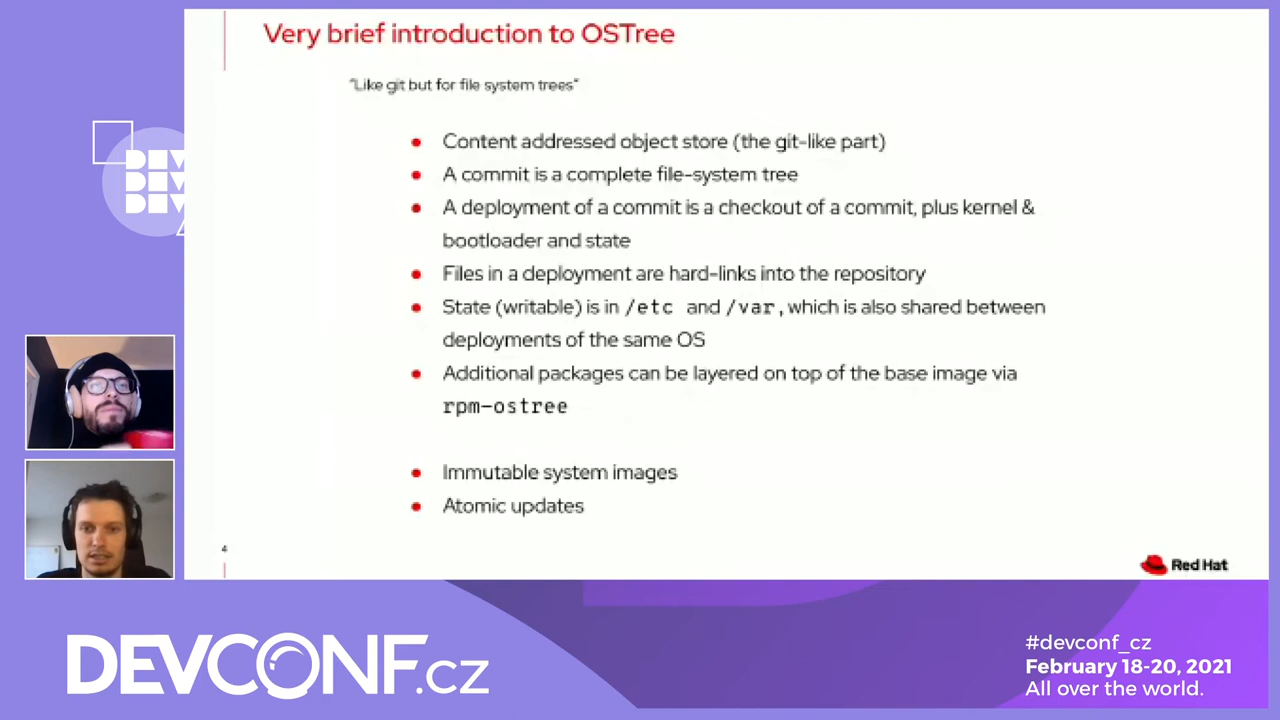 Very brief introduction to OSTree
"Like git but for file system trees"
Content addressed object store (the git-like part)
A commit is a complete file-system tree
A deployment of a commit is a checkout of a commit, plus kernel &
bootloader and state
Files in a deployment are hard-links into the repository
State (writable) is in /etc and /var, which is also shared between
deployments of the same OS
Additional packages can be layered on top of the base image via
rpm-ostree
Immutable system images
Atomic updates
4
Red Hat
DEVCONF.cz
#devconf_cz
February 18-20, 2021
All over the world.